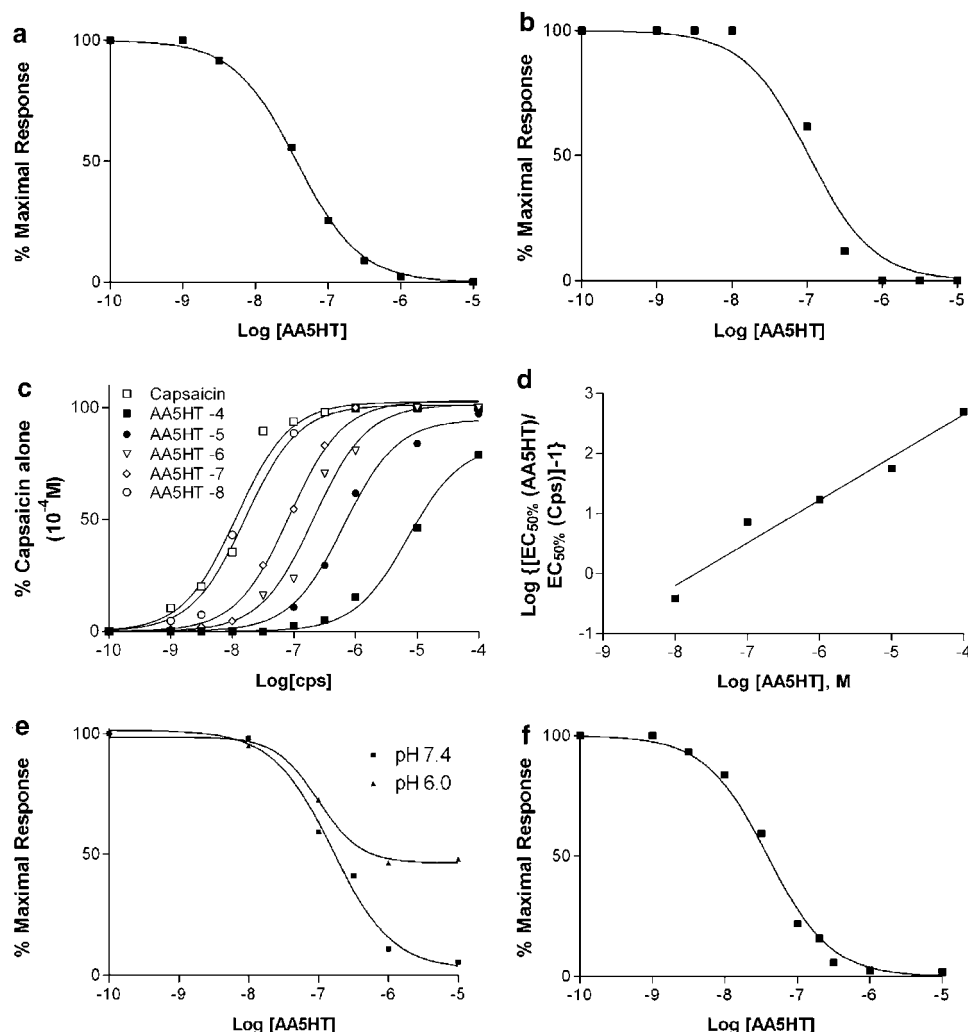 a
% Maximal Response
100
50
0
-10 -9 -8 -7 -6 -5
Log [AA5HT]
b
% Maximal Response
100
50
0
-10 -9 -8 -7 -6 -5
Log [AA5HT]
c
% Capsaicin alone
(10⁻⁴M)
100
50
0
Capsaicin
AA5HT -4
AA5HT -5
AA5HT -6
AA5HT -7
AA5HT -8
-10 -9 -8 -7 -6 -5 -4
Log[cps]
d
Log {[EC50% (AA5HT)/
EC50% (Cps)]-1}
3
2
1
0
-1
-9 -8 -7 -6 -5 -4
Log [AA5HT], M
e
% Maximal Response
100
50
0
pH 7.4
pH 6.0
-10 -9 -8 -7 -6 -5
Log [AA5HT]
f
% Maximal Response
100
50
0
-10 -9 -8 -7 -6 -5
Log [AA5HT]